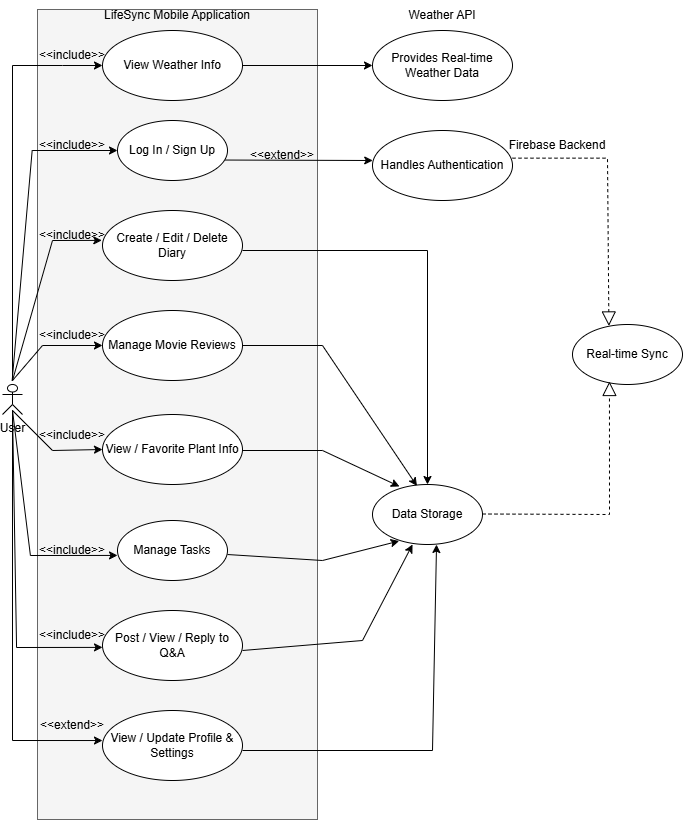 LifeSync Mobile Application
Weather API
<<include>>
View Weather Info
Provides Real-time
Weather Data
<<include>>
Log In / Sign Up
<<extend>>
Handles Authentication
Firebase Backend
<<include>>
Create / Edit / Delete
Diary
<<include>>
Manage Movie Reviews
Real-time Sync
User
<<include>>
View / Favorite Plant Info
Data Storage
<<include>>
Manage Tasks
<<include>>
Post / View / Reply to
Q&A
<<extend>>
View / Update Profile &
Settings